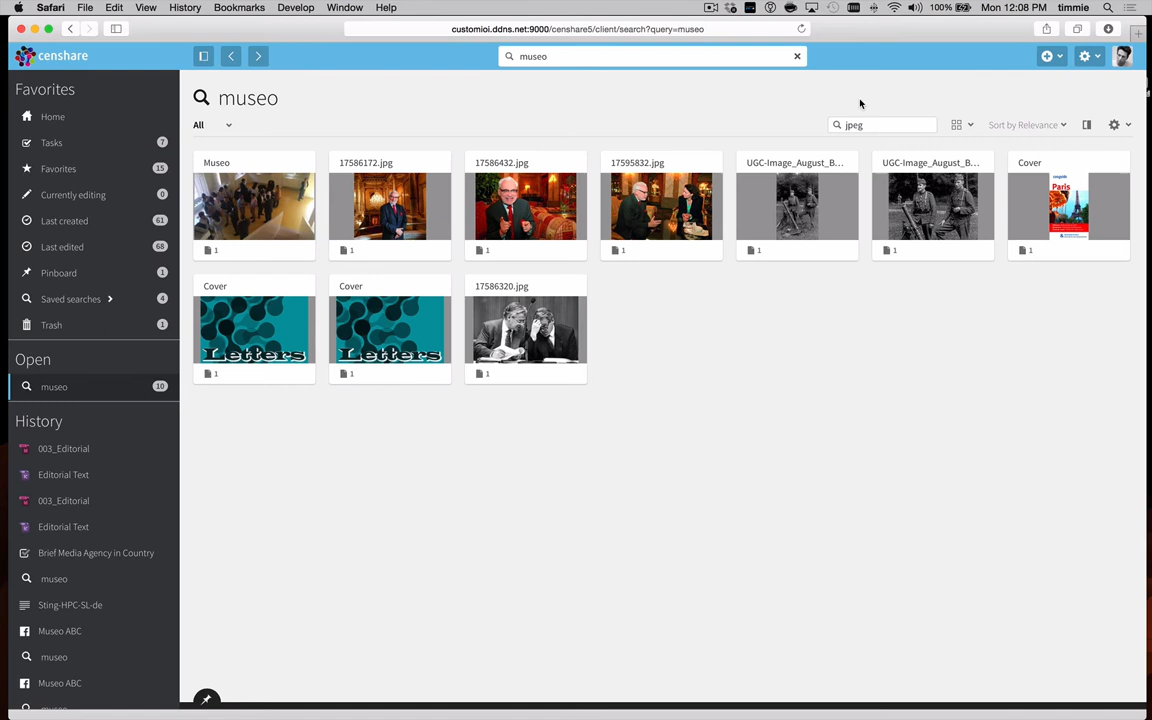 Safari File Edit View History Bookmarks Develop Window Help 100% Mon 12:08 PM timmie
customioi.ddns.net:9000/censhare5/client/search?query=museo
censhare
museo
Favorites
Home
Tasks 7
Favorites 15
Currently editing 0
Last created 61
Last edited 68
Pinboard 1
Saved searches 4
Trash 1
Open
museo 10
History
003_Editorial
Editorial Text
003_Editorial
Editorial Text
Brief Media Agency in Country
museo
Sting-HPC-SL-de
Museo ABC
museo
Museo ABC
museo
museo
All
jpeg
Sort by Relevance
Museo 17586172.jpg 17586432.jpg 17595832.jpg UGC-Image_August_B... UGC-Image_August_B... Cover
Paris
1 1 1 1 1 1 1
Cover Cover 17586320.jpg
Letters Letters
1 1 1